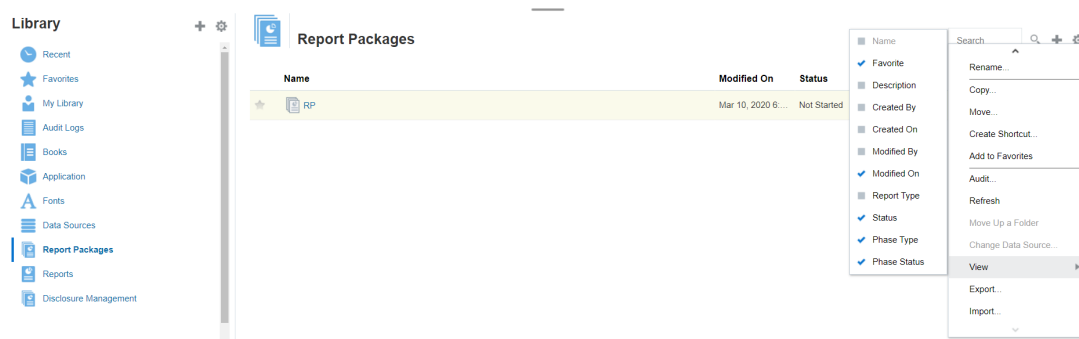 Library
Recent
Favorites
My Library
Audit Logs
Books
Application
Fonts
Data Sources
Report Packages
Reports
Disclosure Management
Report Packages
Name Modified On Status
RP Mar 10, 2020 6:... Not Started
Name
Favorite
Description
Created By
Created On
Modified By
Modified On
Report Type
Status
Phase Type
Phase Status
Search
Rename...
Copy...
Move...
Create Shortcut...
Add to Favorites
Audit...
Refresh
Move Up a Folder
Change Data Source...
View
Export...
Import...